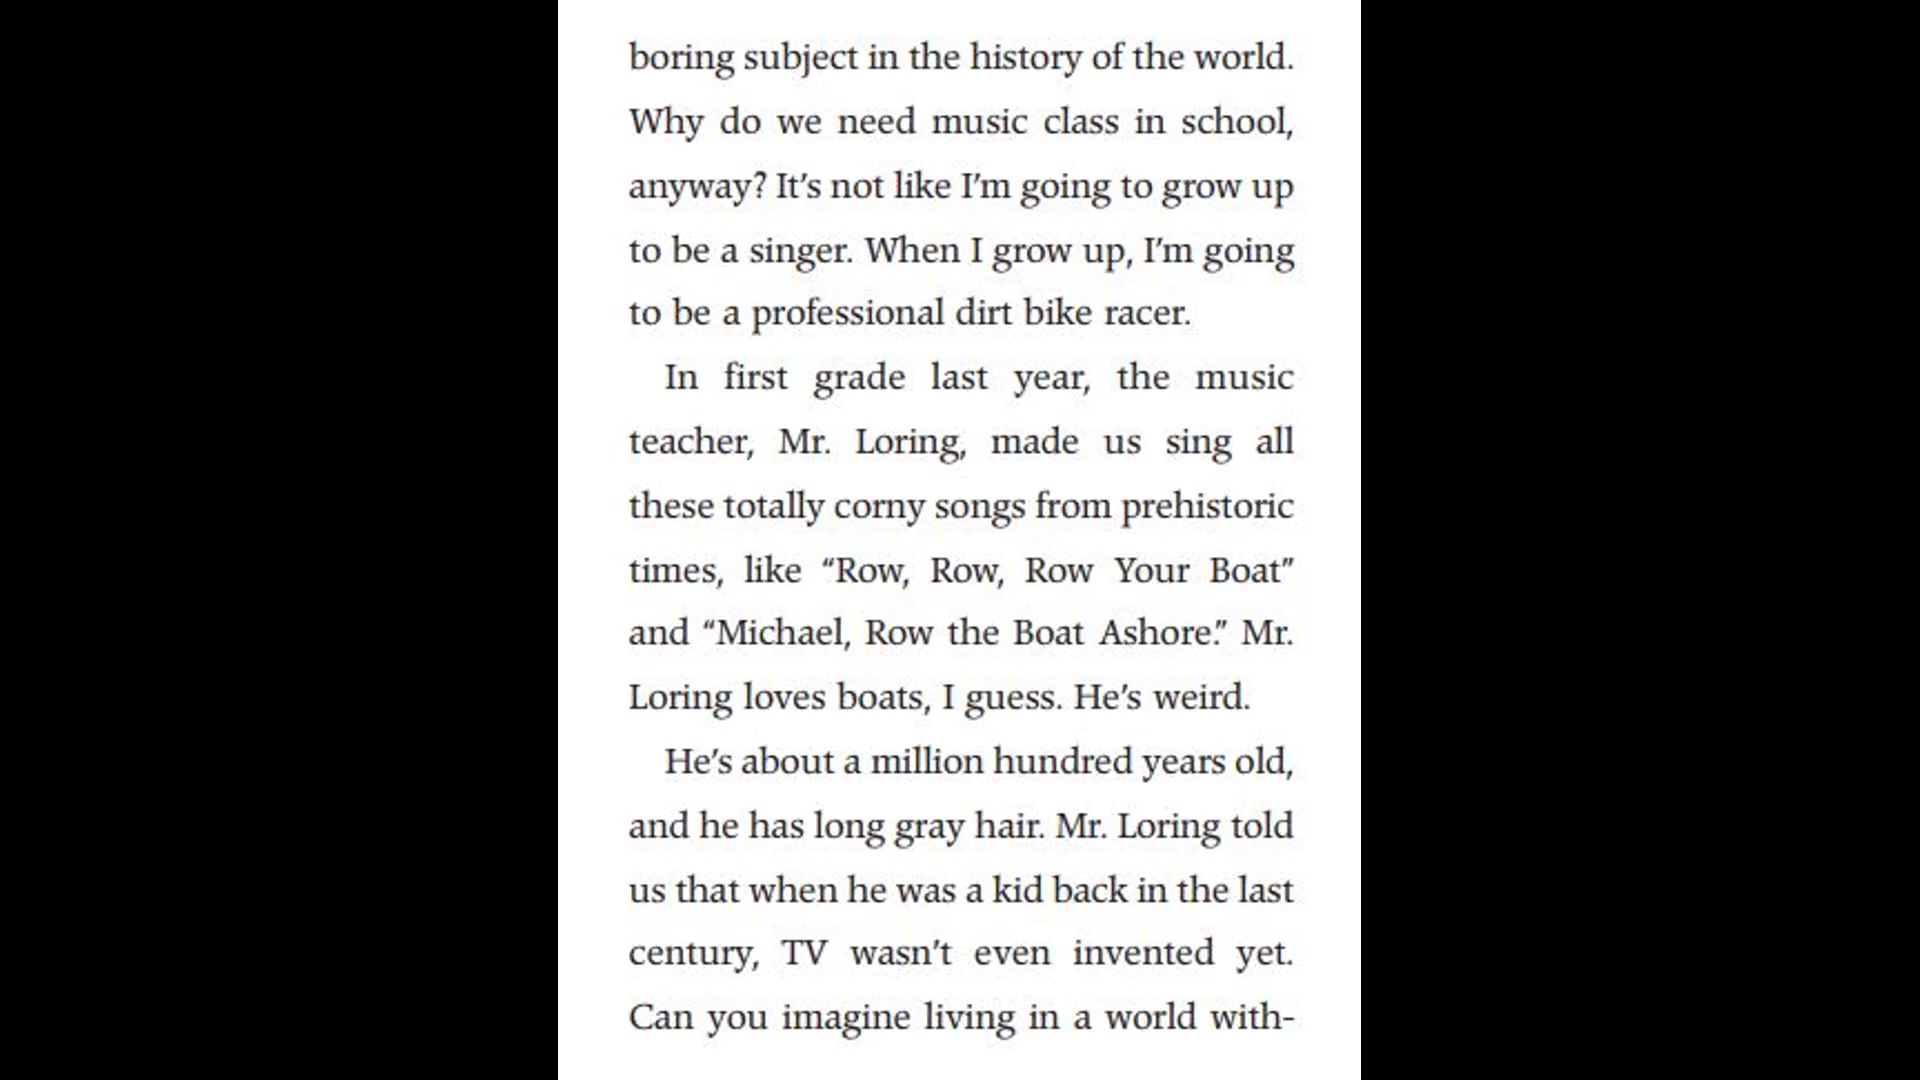 boring subject in the history of the world.
Why do we need music class in school,
anyway? It’s not like I’m going to grow up
to be a singer. When I grow up, I’m going
to be a professional dirt bike racer.
In first grade last year, the music
teacher, Mr. Loring, made us sing all
these totally corny songs from prehistoric
times, like “Row, Row, Row Your Boat”
and “Michael, Row the Boat Ashore.” Mr.
Loring loves boats, I guess. He’s weird.
He’s about a million hundred years old,
and he has long gray hair. Mr. Loring told
us that when he was a kid back in the last
century, TV wasn’t even invented yet.
Can you imagine living in a world with-